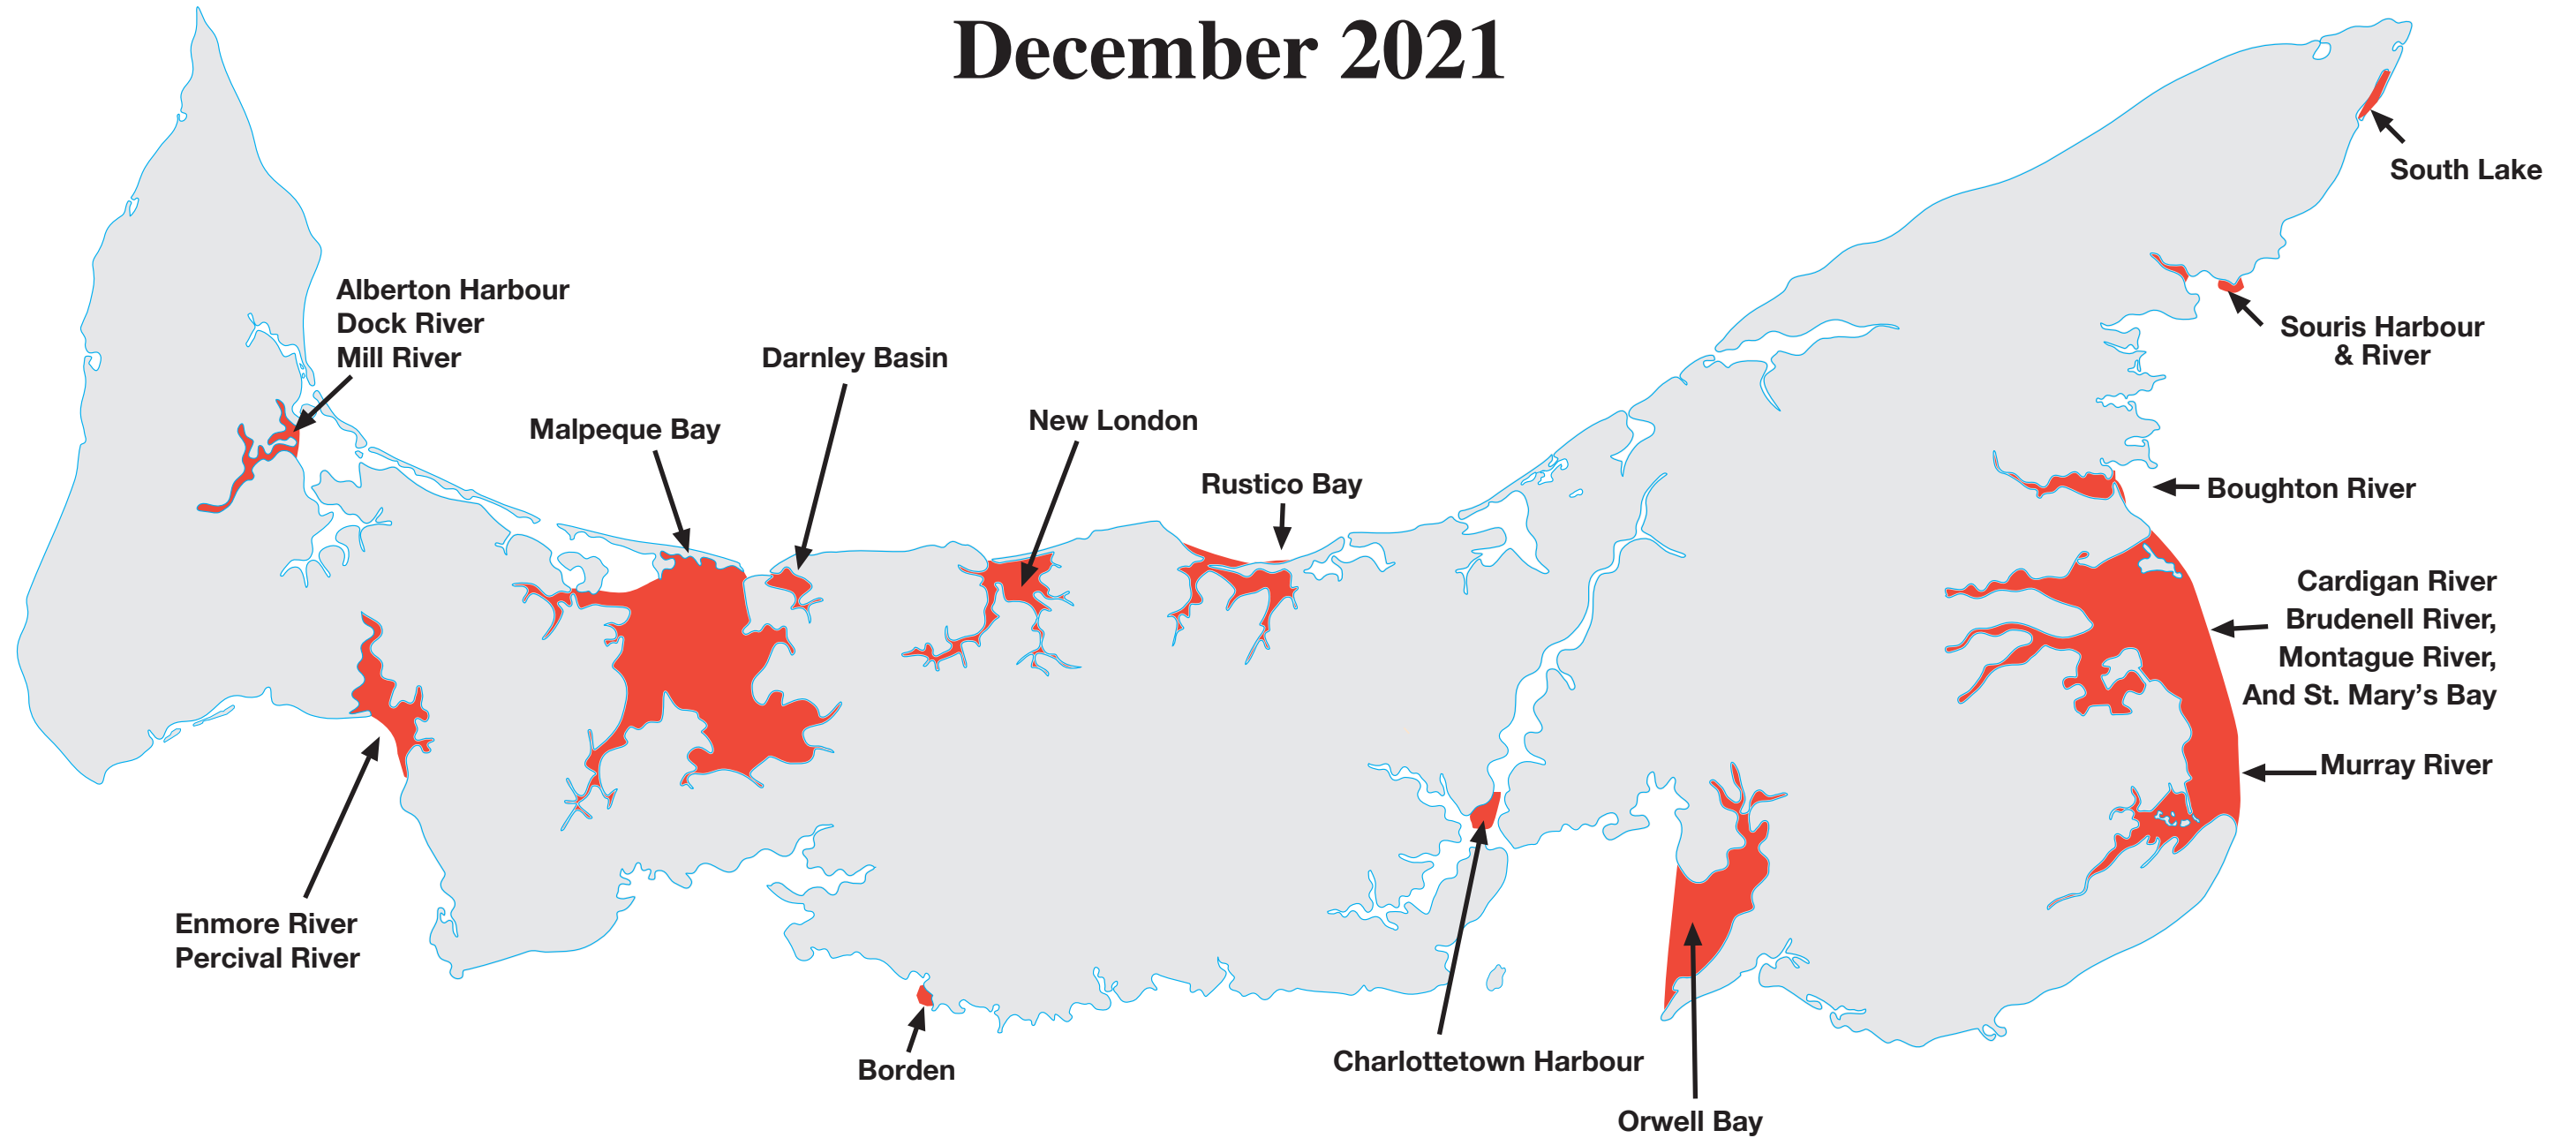 December 2021
South Lake
Alberton Harbour
Dock River
Mill River
Souris Harbour
& River
Darnley Basin
Malpeque Bay
New London
Rustico Bay
Boughton River
Cardigan River
Brudenell River,
Montague River,
And St. Mary’s Bay
Murray River
Enmore River
Percival River
Borden
Charlottetown Harbour
Orwell Bay